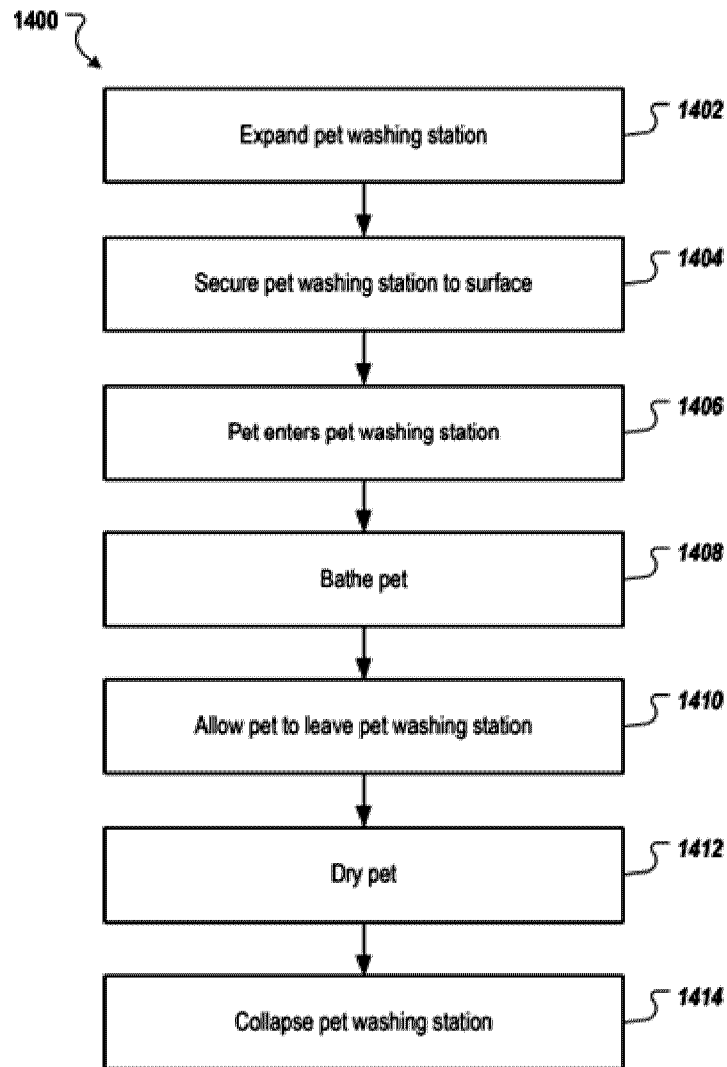 1400
Expand pet washing station
1402
Secure pet washing station to surface
1404
Pet enters pet washing station
1406
Bathe pet
1408
Allow pet to leave pet washing station
1410
Dry pet
1412
Collapse pet washing station
1414